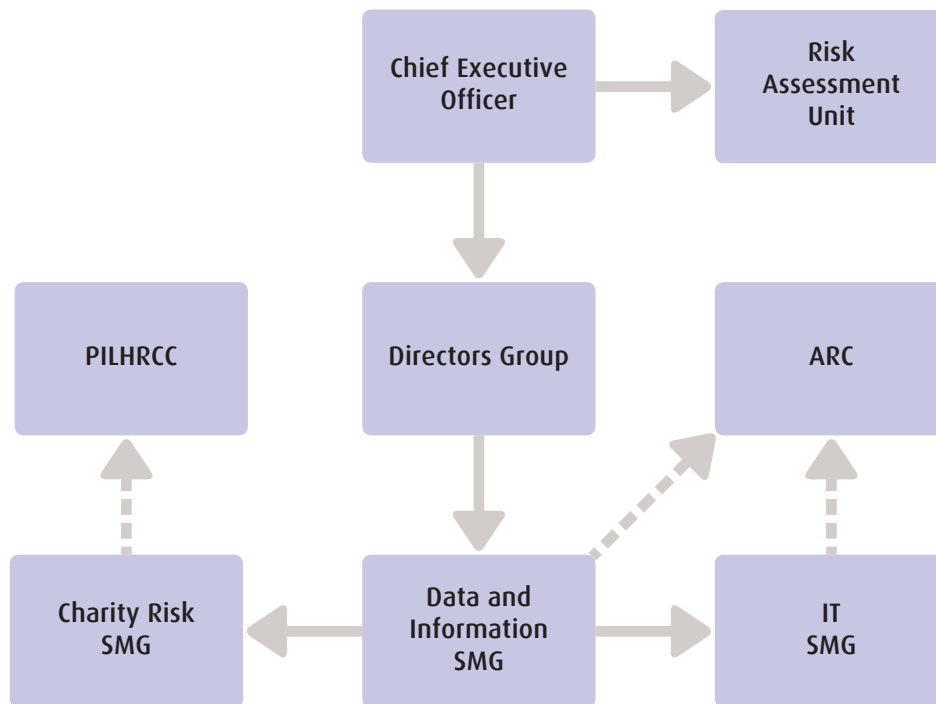 Chief Executive
Officer
Risk
Assessment
Unit
PILHRCC
Directors Group
ARC
Charity Risk
SMG
Data and
Information
SMG
IT
SMG